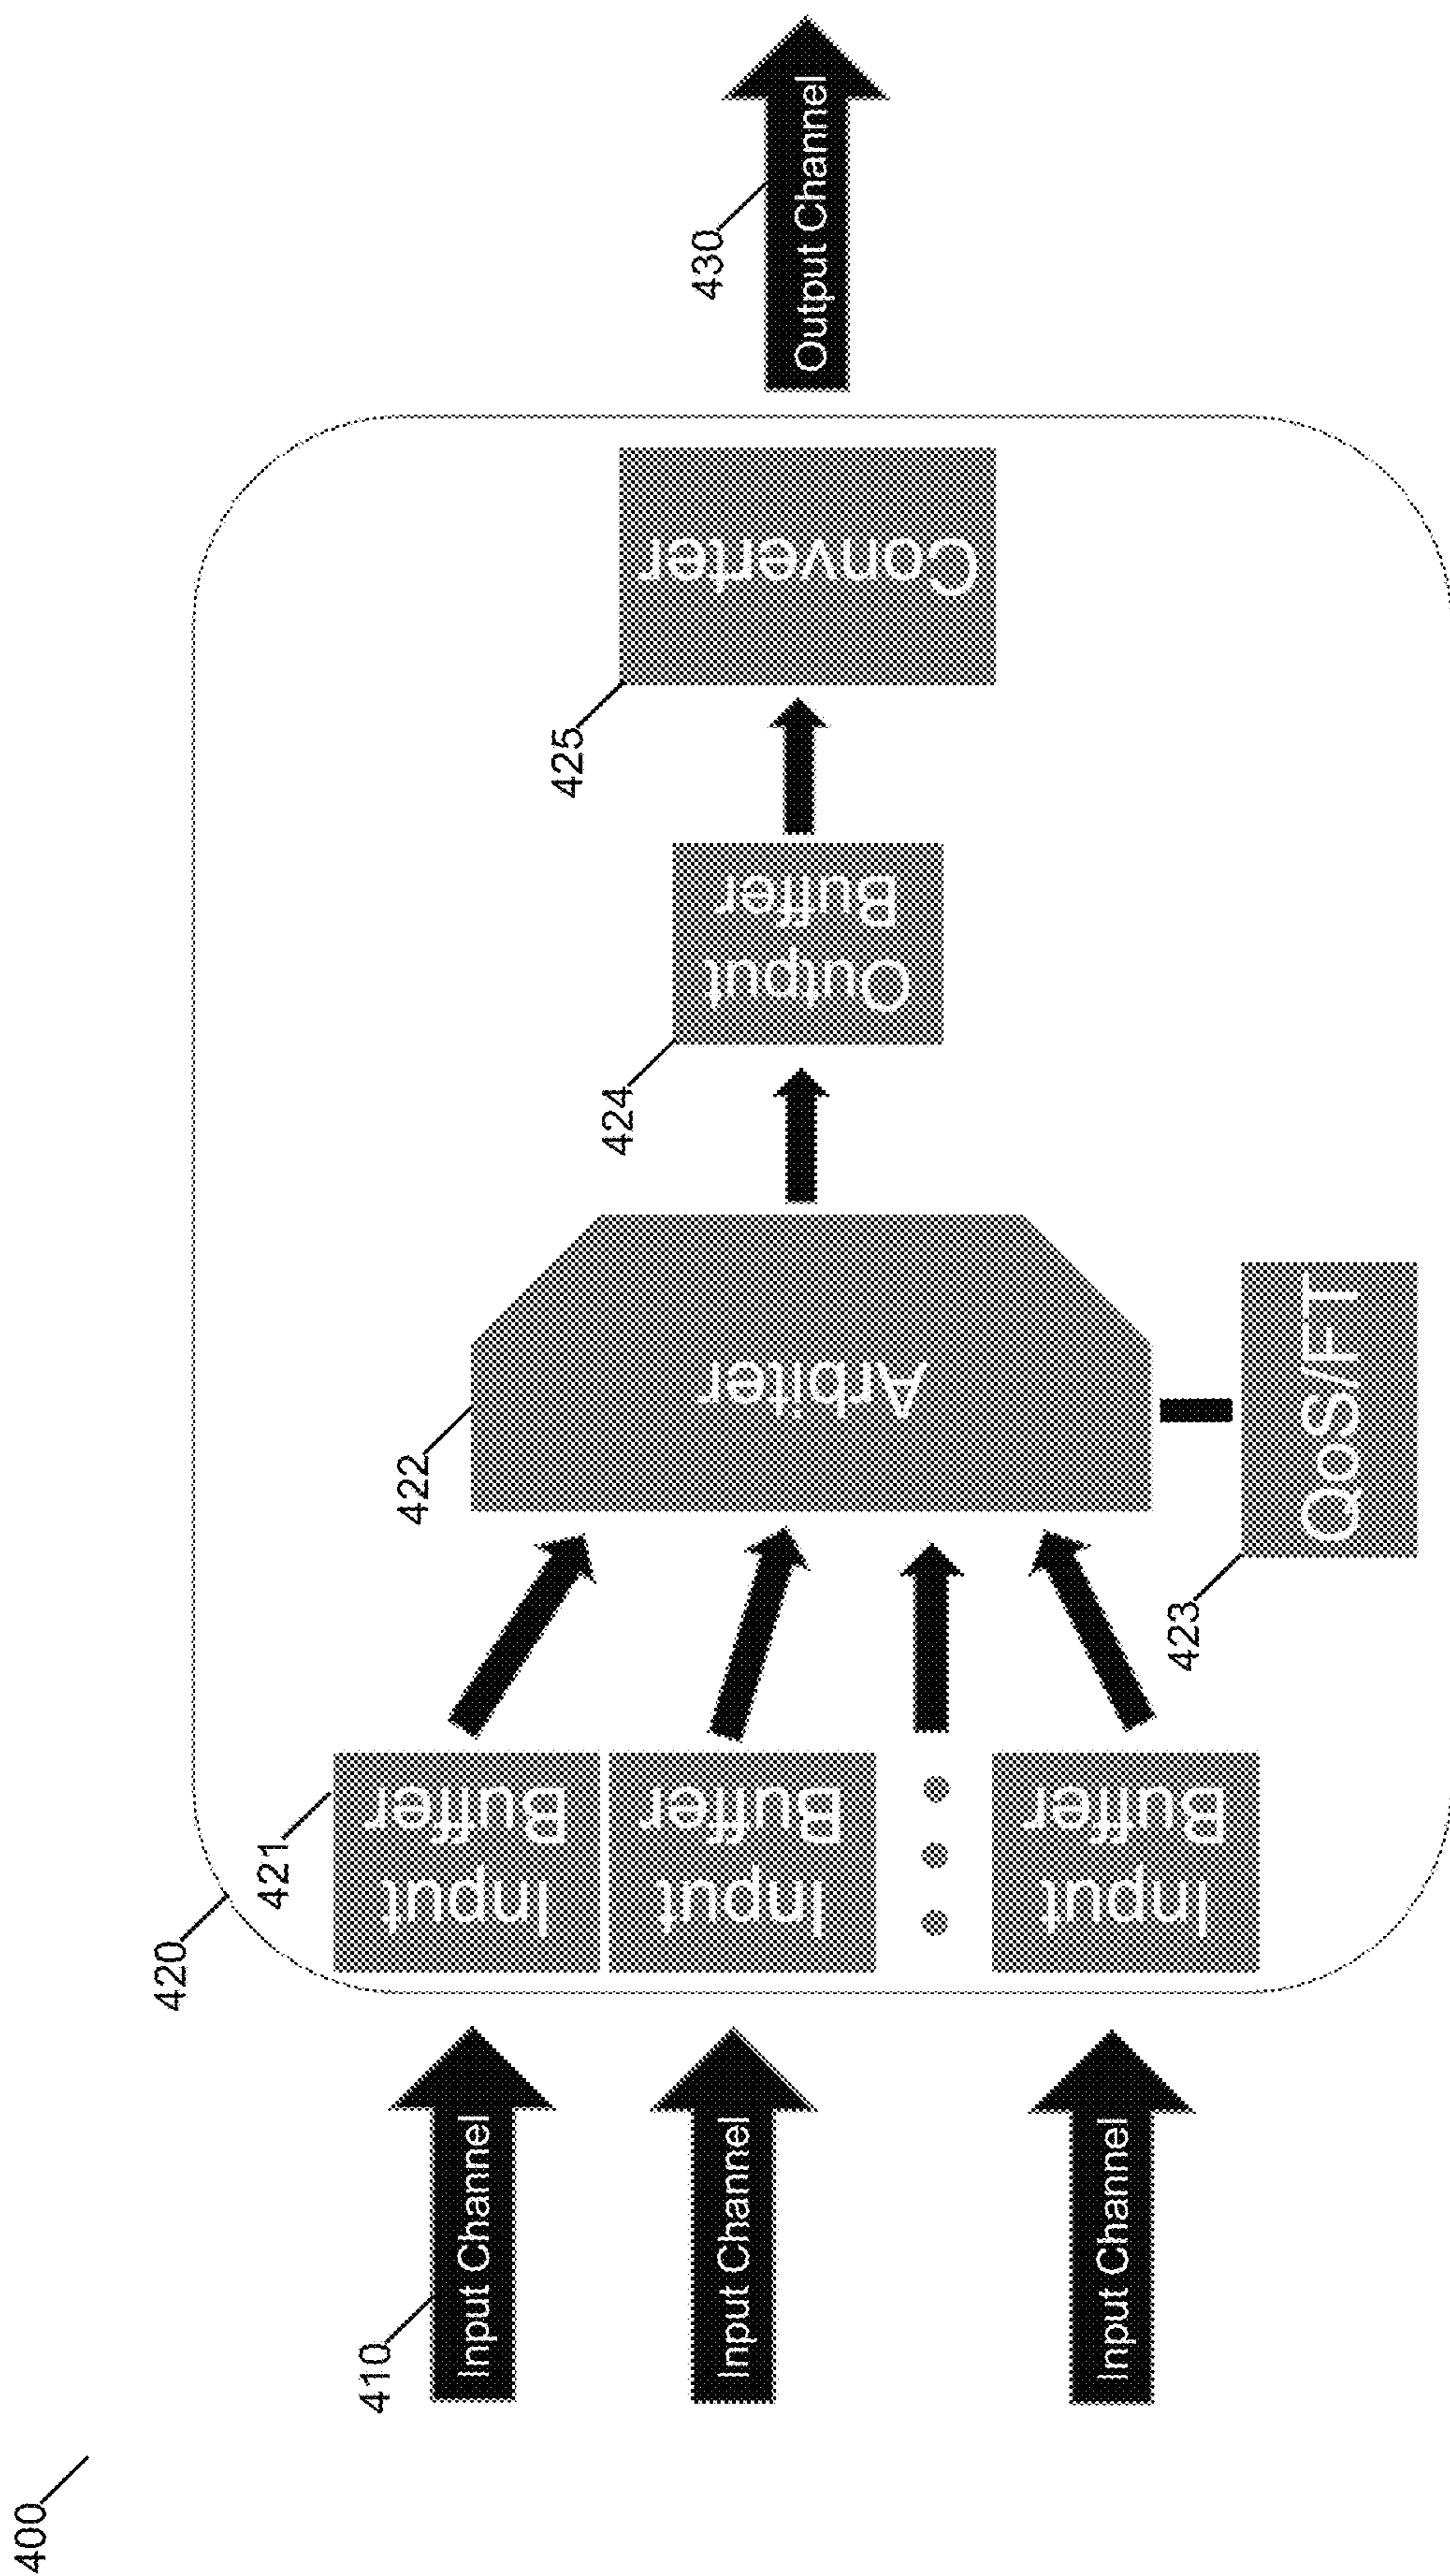 400
410
Input Channel
Input Channel
Input Channel
420
421
Input
Buffer
Input
Buffer
Input
Buffer
422
Arbiter
423
QoS/FT
424
Output
Buffer
425
Converter
430
Output Channel